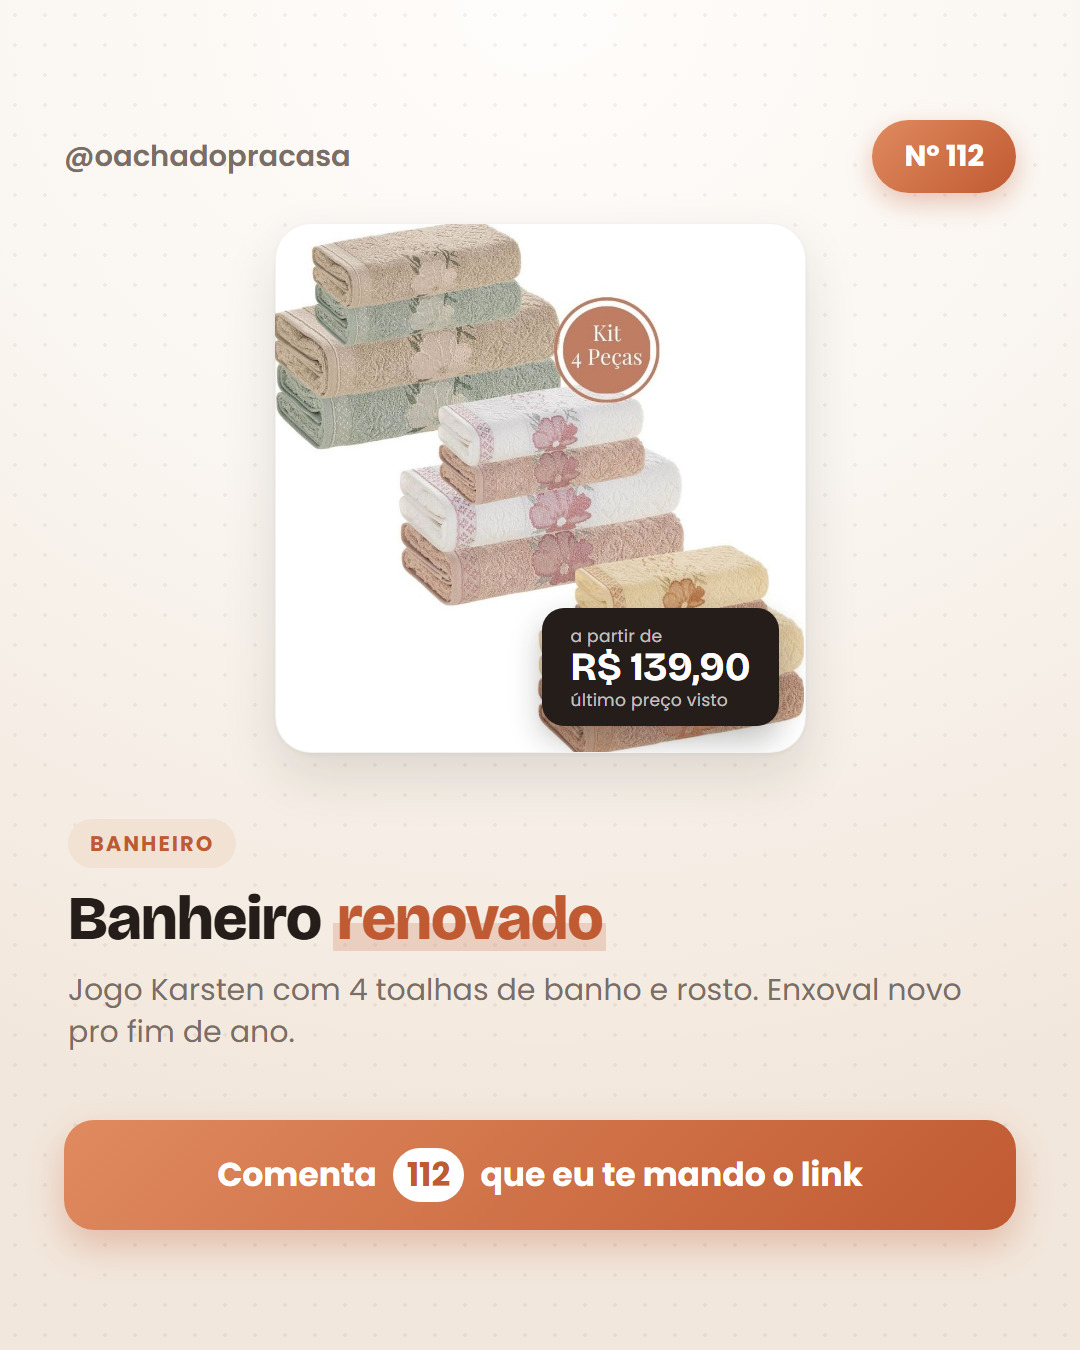 @oachadopracasa
Nº 112
Kit
4 Peças
a partir de
R$ 139,90
último preço visto
BANHEIRO
Banheiro renovado
Jogo Karsten com 4 toalhas de banho e rosto. Enxoval novo
pro fim de ano.
Comenta 112 que eu te mando o link